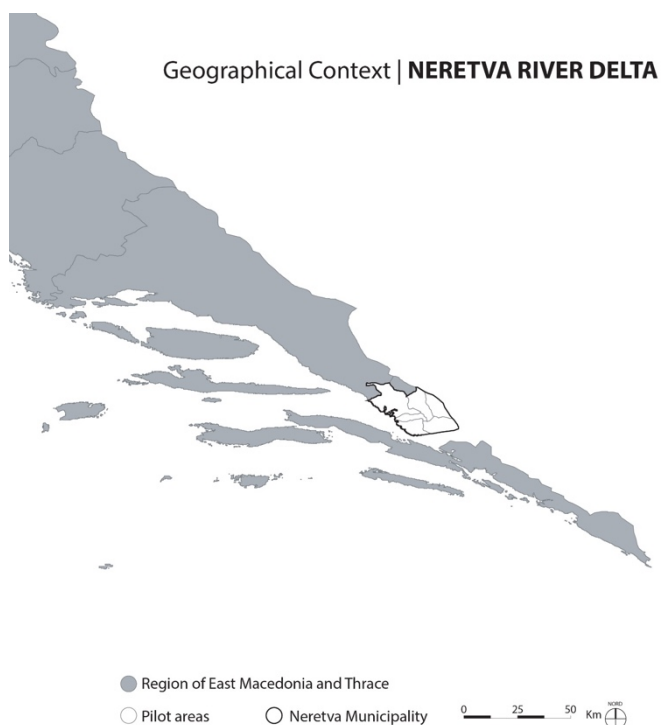 Geographical Context | NERETVA RIVER DELTA
Region of East Macedonia and Thrace
Pilot areas
Neretva Municipality
0 25 50 Km
NORD